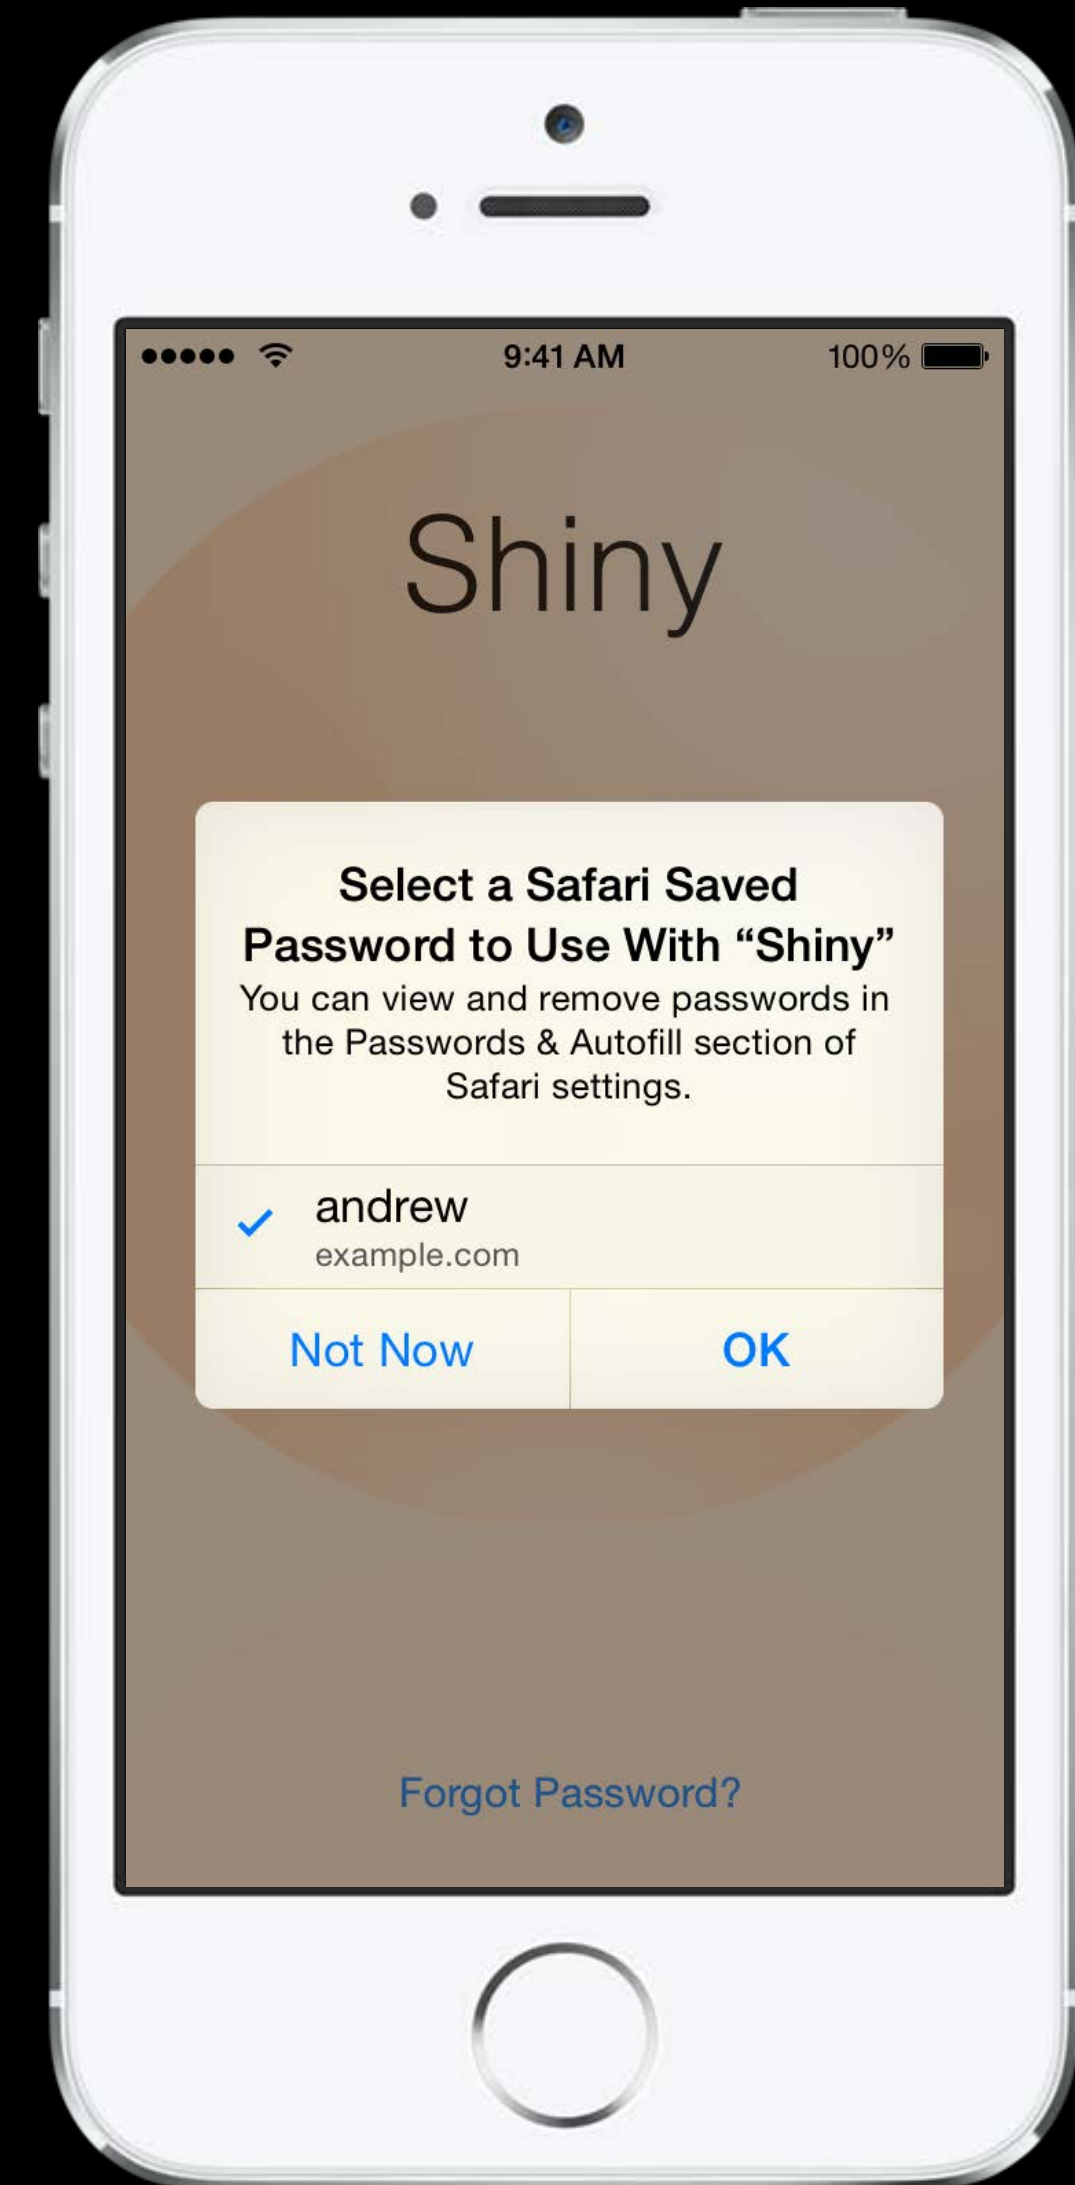 9:41 AM 100%
Shiny
Select a Safari Saved
Password to Use With “Shiny”
You can view and remove passwords in
the Passwords & Autofill section of
Safari settings.
andrew
example.com
Not Now OK
Forgot Password?